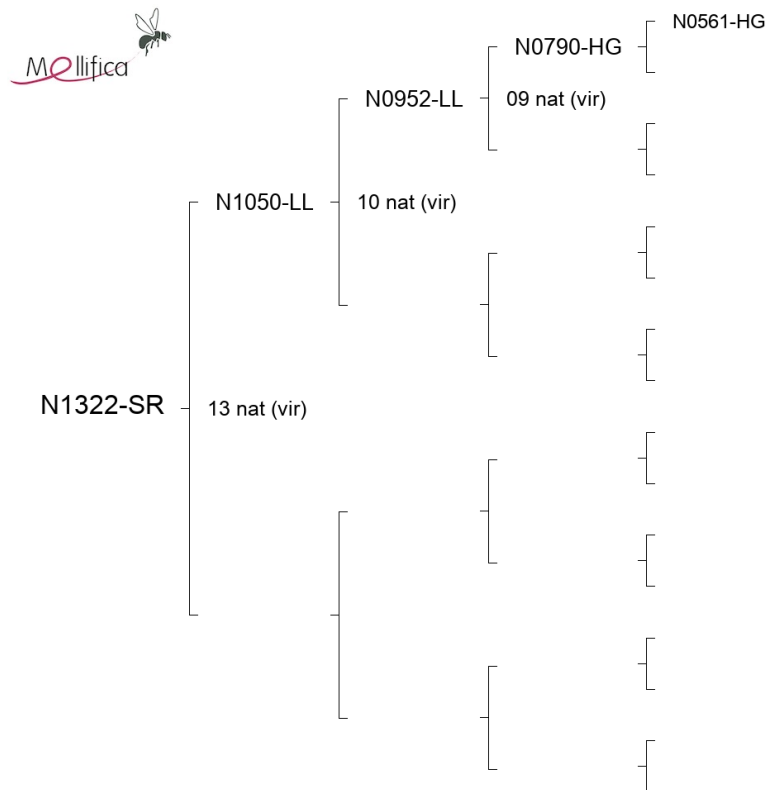 Mellifica
N0561-HG
N0790-HG
N0952-LL
09 nat (vir)
N1050-LL
10 nat (vir)
N1322-SR
13 nat (vir)